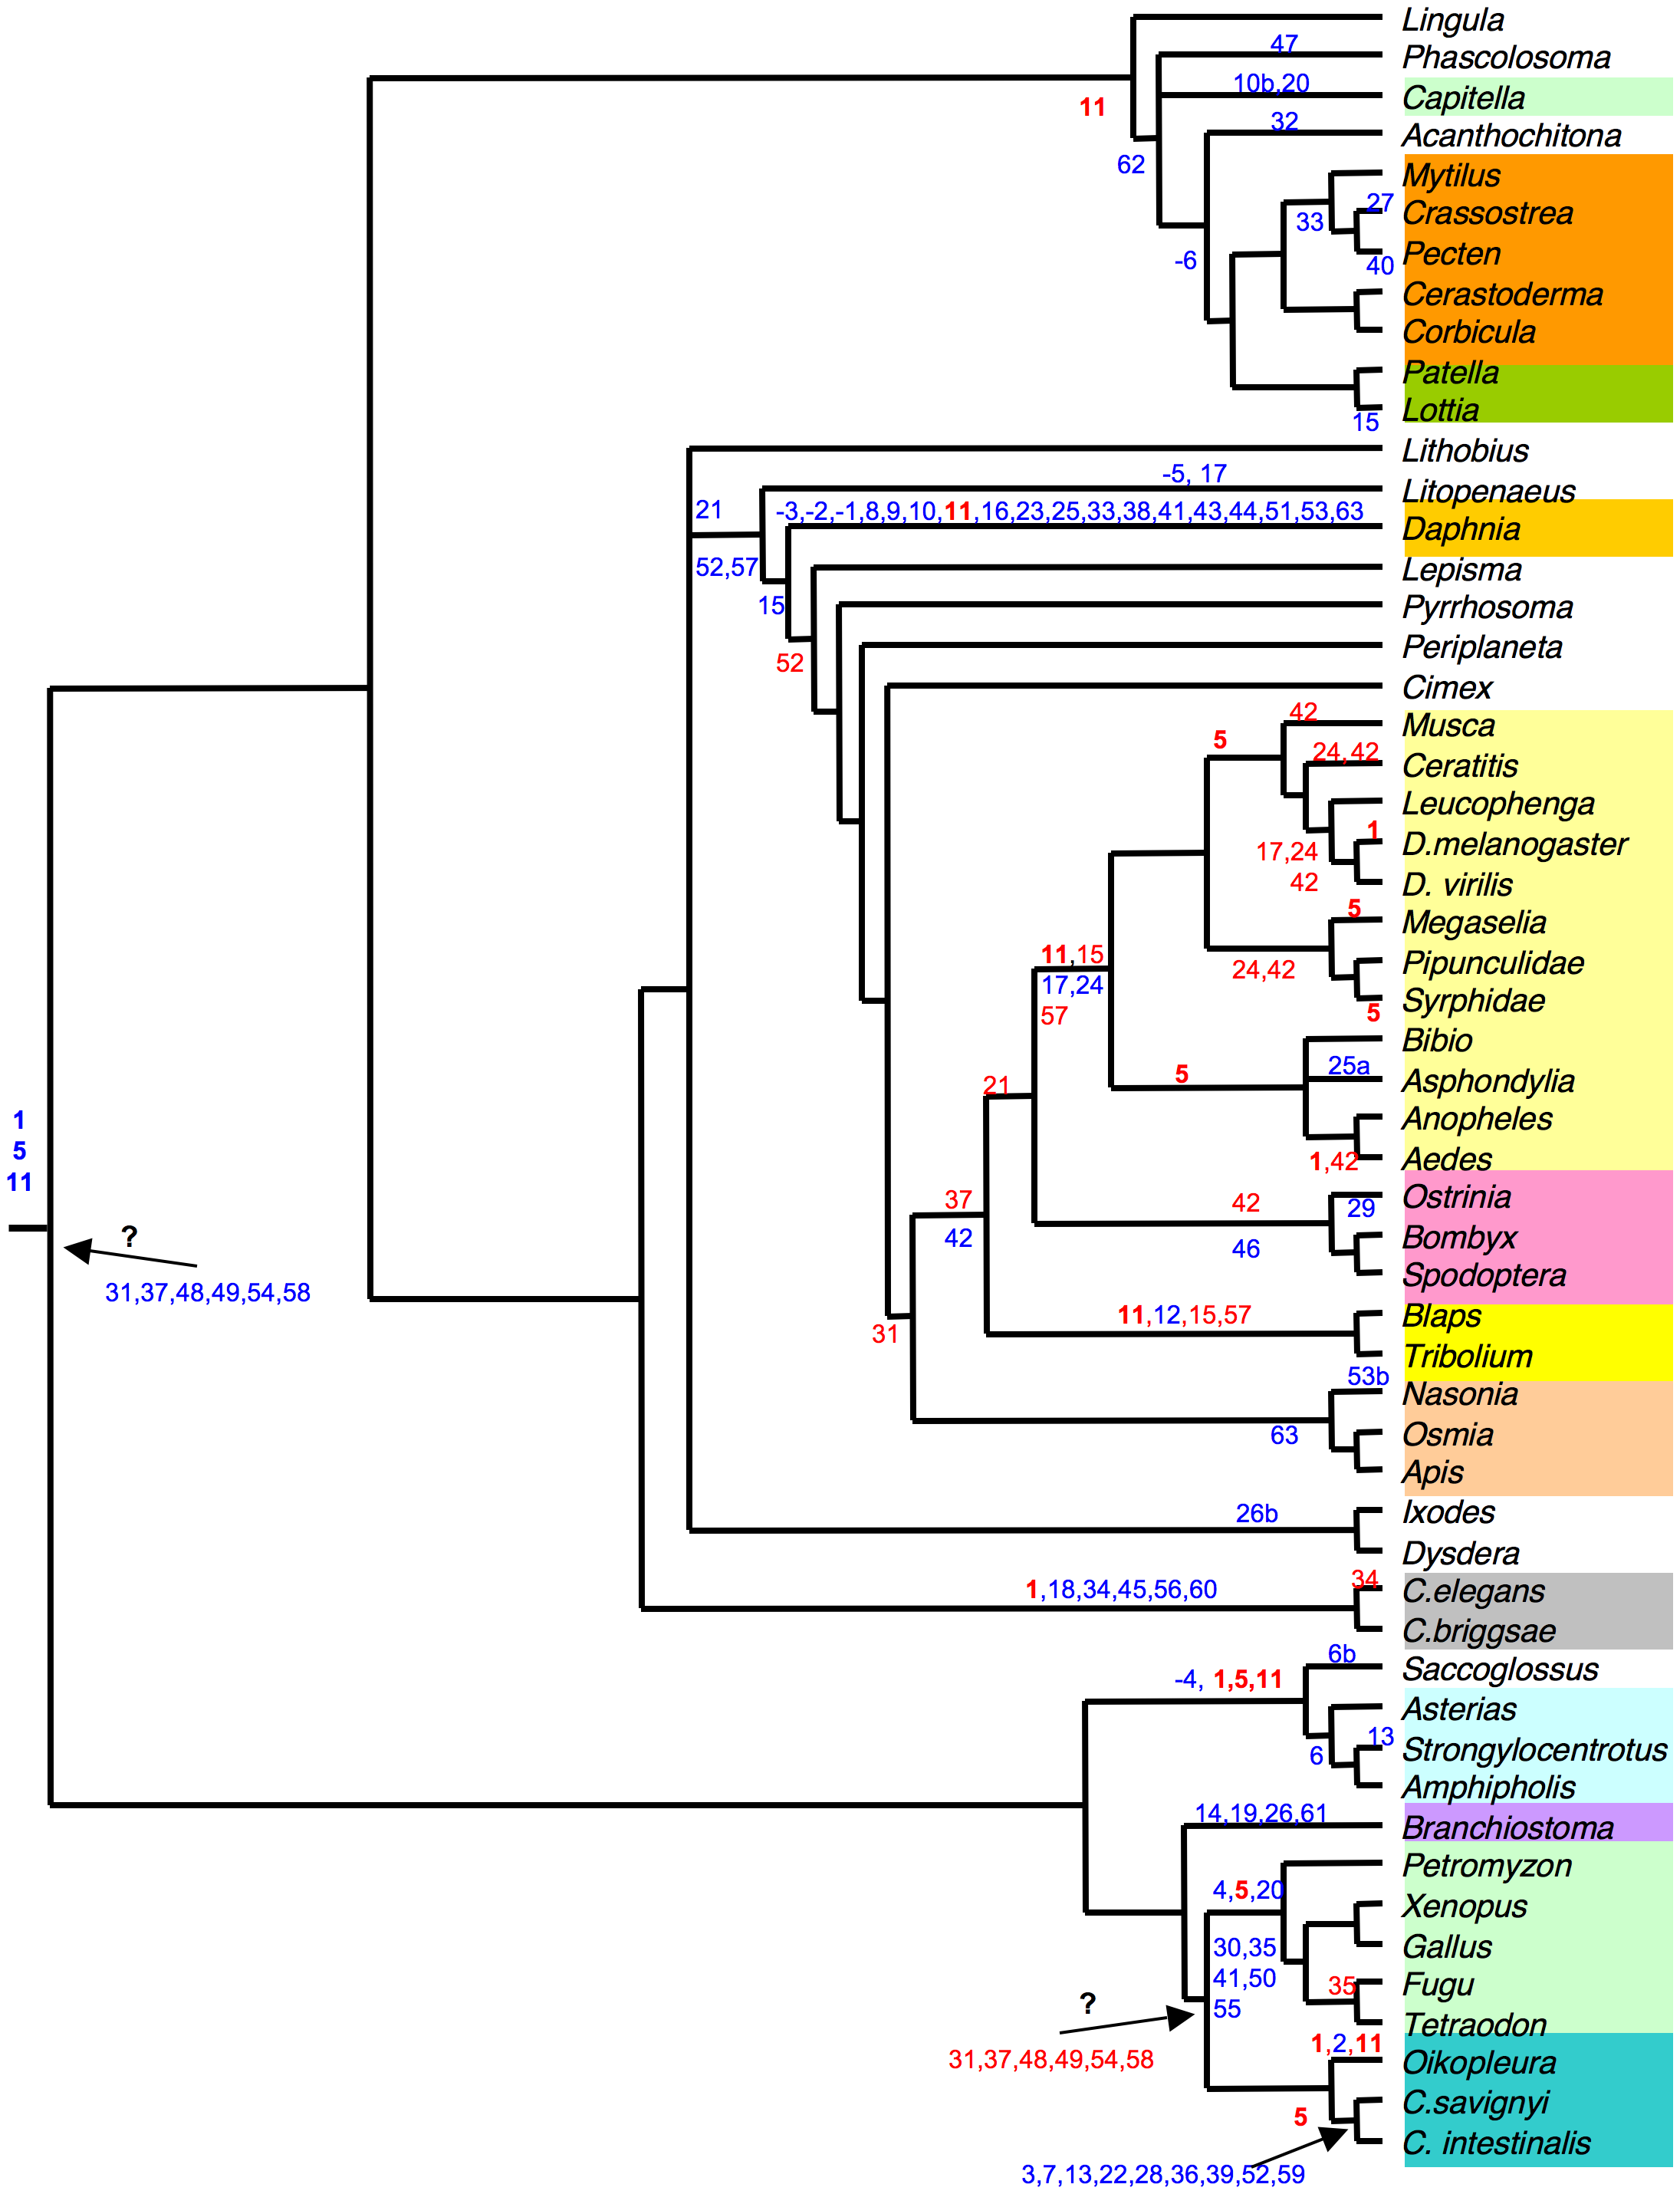 Lingula
47
Phascolosoma
10b,20
Capitella
11
32
Acanthochitona
62
Mytilus
27
33
Crassostrea
-6
Pecten
40
Cerastoderma
Corbicula
Patella
Lottia
15
Lithobius
-5, 17
Litopenaeus
21
-3,-2,-1,8,9,10,11,16,23,25,33,38,41,43,44,51,53,63
Daphnia
52,57
Lepisma
15
Pyrrhosoma
52
Periplaneta
Cimex
42
Musca
5
24,42
Ceratitis
Leucophenga
1
17,24
D.melanogaster
42
D. virilis
5
Megaselia
11,15
24,42
Pipunculidae
17,24
Syrphidae
57
5
Bibio
5
25a
Asphondylia
21
Anopheles
1
5
11
1,42
Aedes
37
42
Ostrinia
29
42
46
Bombyx
?
Spodoptera
31,37,48,49,54,58
11,12,15,57
Blaps
31
Tribolium
53b
Nasonia
63
Osmia
Apis
26b
Ixodes
Dysdera
34
1,18,34,45,56,60
C.elegans
C.briggsae
6b
-4, 1,5,11
Saccoglossus
Asterias
13
6
Strongylocentrotus
Amphipholis
14,19,26,61
Branchiostoma
Petromyzon
4,5,20
Xenopus
30,35
Gallus
41,50
35
Fugu
55
?
Tetraodon
31,37,48,49,54,58
1,2,11
Oikopleura
5
C.savignyi
C. intestinalis
3,7,13,22,28,36,39,52,59